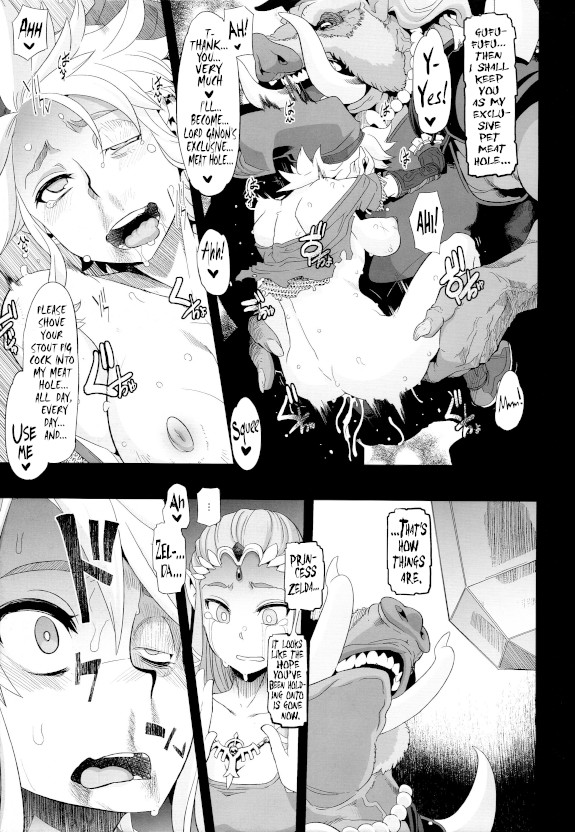 GUFU-
FUFU...
THEN
I SHALL
KEEP
YOU
AS MY
EXCLU-
SIVE
PET
MEAT
HOLE...
Y-
Yes!
♥
AH!
AH!
♥
T-
THANK...
YOU...
VERY
MUCH
♥
I'LL
BECOME...
LORD GANON'S
EXCLUSIVE...
MEAT HOLE...
♥
Mmm!
Ahh!
♥
Squee
♥
AHH
♥
PLEASE
SHOVE
YOUR
STOUT PIG
COCK INTO
MY MEAT
HOLE...
ALL DAY,
EVERY
DAY...
AND...
USE
ME
♥
...THAT'S
HOW
THINGS
ARE.
PRIN-
CESS
ZELDA...
IT LOOKS
LIKE THE
HOPE
YOU'VE
BEEN HOLD-
ING ONTO
IS GONE
NOW.
...
Ah
♥
ZEL-
DA...